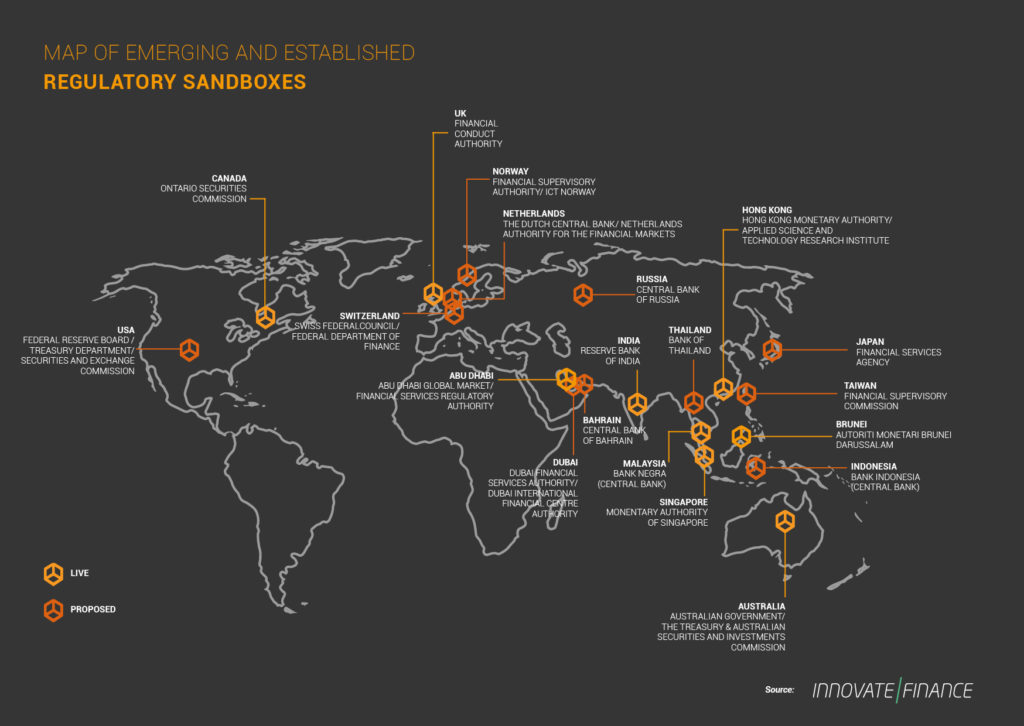 MAP OF EMERGING AND ESTABLISHED
REGULATORY SANDBOXES
UK
FINANCIAL
CONDUCT
AUTHORITY
NORWAY
FINANCIAL SUPERVISORY
AUTHORITY/ ICT NORWAY
CANADA
ONTARIO SECURITIES
COMMISSION
NETHERLANDS
THE DUTCH CENTRAL BANK/ NETHERLANDS
AUTHORITY FOR THE FINANCIAL MARKETS
HONG KONG
HONG KONG MONETARY AUTHORITY/
APPLIED SCIENCE AND
TECHNOLOGY RESEARCH INSTITUTE
RUSSIA
CENTRAL BANK
OF RUSSIA
USA
FEDERAL RESERVE BOARD /
TREASURY DEPARTMENT/
SECURITIES AND EXCHANGE
COMMISSION
SWITZERLAND
SWISS FEDERALCOUNCIL/
FEDERAL DEPARTMENT OF
FINANCE
INDIA
RESERVE BANK
OF INDIA
THAILAND
BANK OF
THAILAND
JAPAN
FINANCIAL SERVICES
AGENCY
ABU DHABI
ABU DHABI GLOBAL MARKET/
FINANCIAL SERVICES REGULATORY
AUTHORITY
TAIWAN
FINANCIAL SUPERVISORY
COMMISSION
BAHRAIN
CENTRAL BANK
OF BAHRAIN
BRUNEI
AUTORITI MONETARI BRUNEI
DARUSSALAM
DUBAI
DUBAI FINANCIAL
SERVICES AUTHORITY/
DUBAI INTERNATIONAL
FINANCIAL CENTRE
AUTHORITY
MALAYSIA
BANK NEGRA
(CENTRAL BANK)
INDONESIA
BANK INDONESIA
(CENTRAL BANK)
SINGAPORE
MONENTARY AUTHORITY
OF SINGAPORE
LIVE
PROPOSED
AUSTRALIA
AUSTRALIAN GOVERNMENT/
THE TREASURY & AUSTRALIAN
SECURITIES AND INVESTMENTS
COMMISSION
Source: INNOVATE/FINANCE